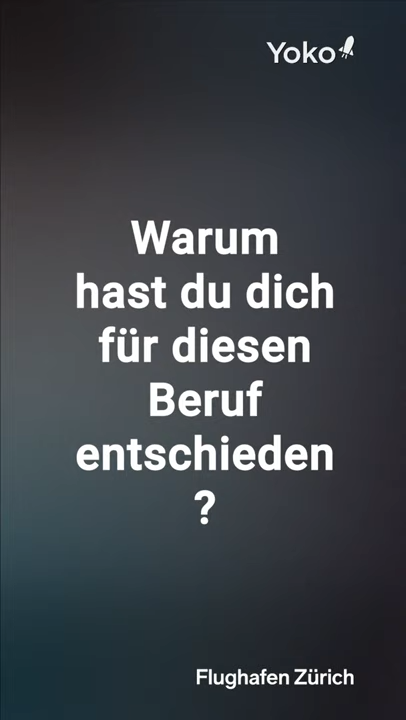 Yoko
Warum
hast du dich
für diesen
Beruf
entschieden
?
Flughafen Zürich